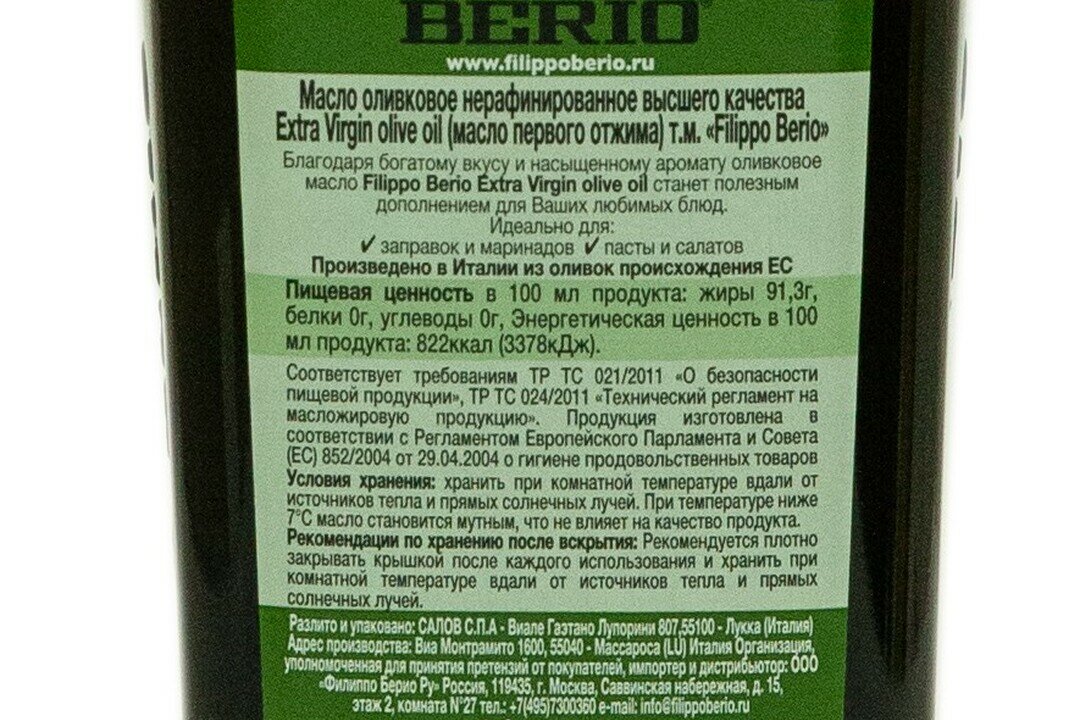 BERIO
www.filippoberio.ru
Масло оливковое нерафинированное высшего качества
Extra Virgin olive oil (масло первого отжима) т.м. «Filippo Berio»
Благодаря богатому вкусу и насыщенному аромату оливковое
масло Filippo Berio Extra Virgin olive oil станет полезным
дополнением для Ваших любимых блюд.
Идеально для:
✓ заправок и маринадов ✓ пасты и салатов
Произведено в Италии из оливок происхождения ЕС
Пищевая ценность в 100 мл продукта: жиры 91,3г,
белки 0г, углеводы 0г, Энергетическая ценность в 100
мл продукта: 822ккал (3378кДж).
Соответствует требованиям ТР ТС 021/2011 «О безопасности
пищевой продукции», ТР ТС 024/2011 «Технический регламент на
масложировую продукцию». Продукция изготовлена в
соответствии с Регламентом Европейского Парламента и Совета
(ЕС) 852/2004 от 29.04.2004 о гигиене продовольственных товаров
Условия хранения: хранить при комнатной температуре вдали от
источников тепла и прямых солнечных лучей. При температуре ниже
7°С масло становится мутным, что не влияет на качество продукта.
Рекомендации по хранению после вскрытия: Рекомендуется плотно
закрывать крышкой после каждого использования и хранить при
комнатной температуре вдали от источников тепла и прямых
солнечных лучей.
Разлито и упаковано: САЛОВ С.П.А - Виале Гаэтано Лупорини 807.55100 - Лукка (Италия)
Адрес производства: Виа Монтрамито 1600, 55040 - Массароса (LU) Италия Организация,
уполномоченная для принятия претензий от покупателей, импортер и дистрибьютор: ООО
«Филиппо Берио Ру» Россия, 119435, г. Москва, Саввинская набережная, д. 15,
этаж 2, комната N°27 тел.: +7(495)7300360 e-mail: info@filippoberio.ru